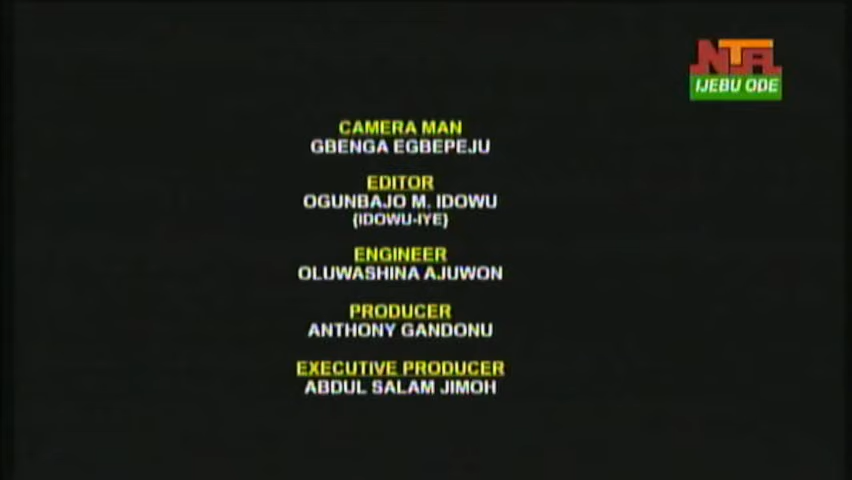 NTA
IJEBU ODE
CAMERA MAN
GBENGA EGBEPEJU
EDITOR
OGUNBAJO M. IDOWU
(IDOWU-IYE)
ENGINEER
OLUWASHINA AJUWON
PRODUCER
ANTHONY GANDONU
EXECUTIVE PRODUCER
ABDUL SALAM JIMOH